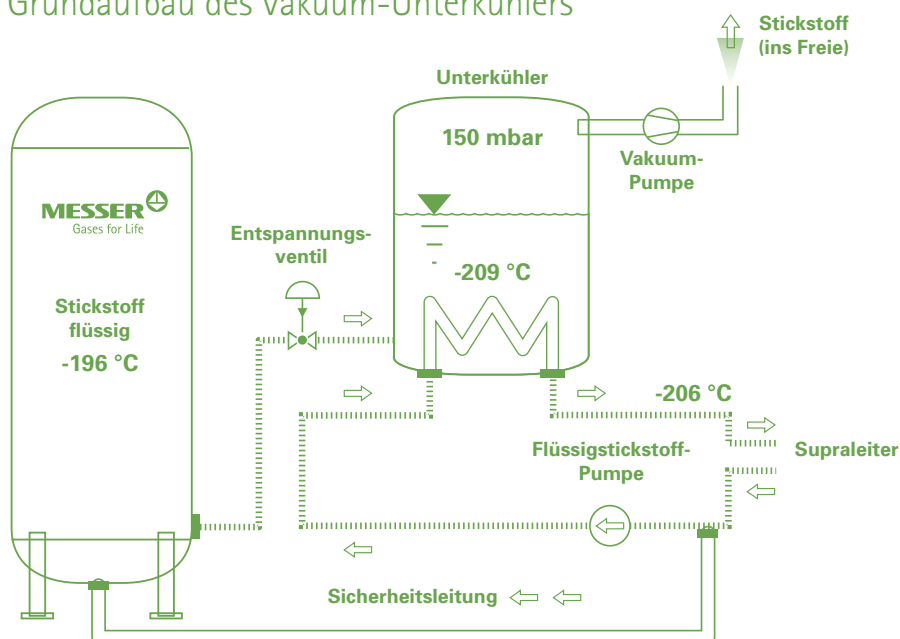 Grundaufbau des Vakuum-Unterkühlers
Stickstoff
(ins Freie)
Unterkühler
150 mbar
Vakuum-
Pumpe
MESSER
Gases for Life
Entspannungs-
ventil
-209 °C
Stickstoff
flüssig
-196 °C
-206 °C
Flüssigstickstoff-
Pumpe
Supraleiter
Sicherheitsleitung